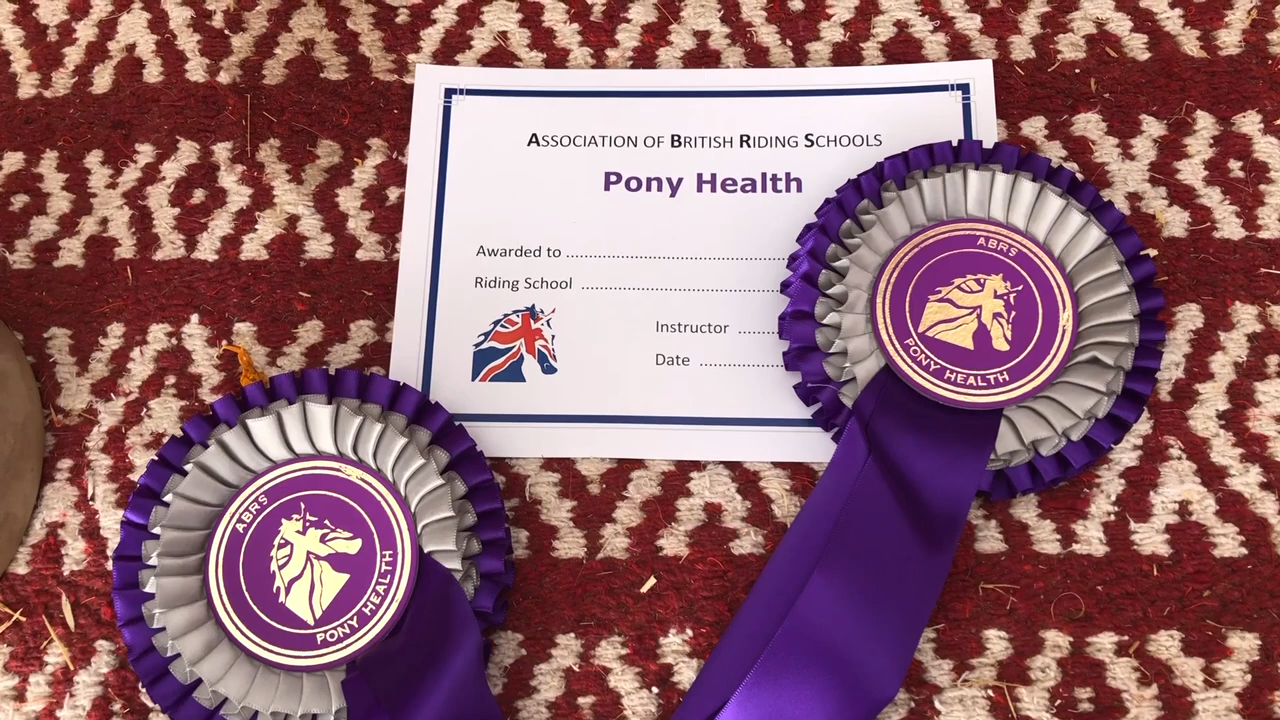 ASSOCIATION OF BRITISH RIDING SCHOOLS
Pony Health
Awarded to ........................................................
Riding School ...................................................
Instructor ..........
Date ....................
ABRS
PONY HEALTH
ABRS
PONY HEALTH